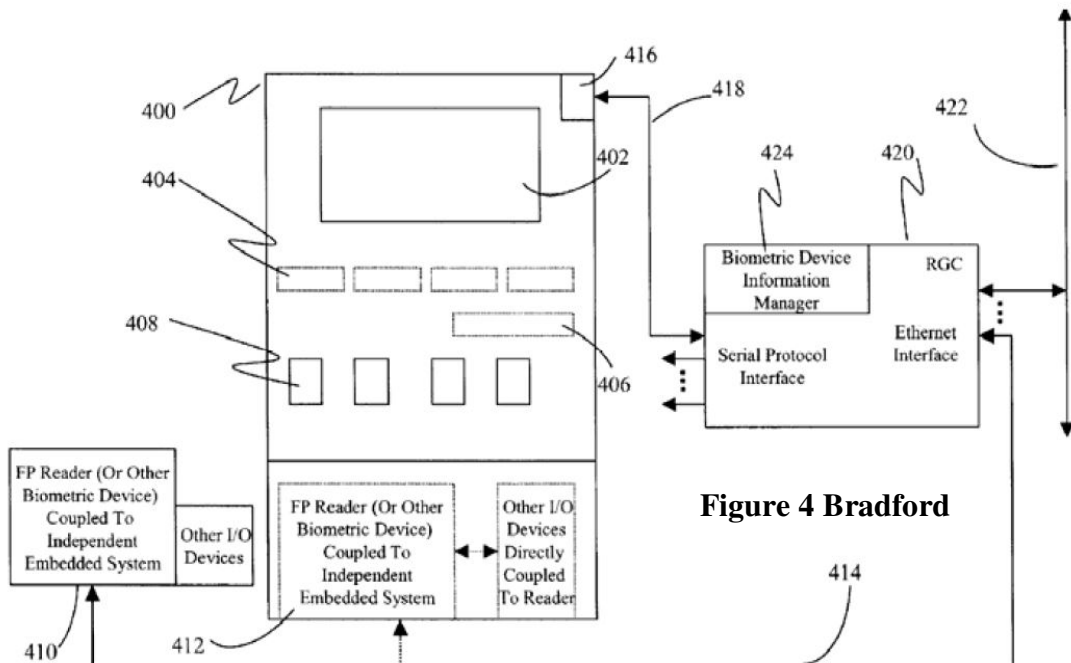 416
418
422
400
402
424
420
404
Biometric Device
Information
Manager
RGC
408
Serial Protocol
Interface
Ethernet
Interface
406
FP Reader (Or Other
Biometric Device)
Coupled To
Independent
Embedded System
Other I/O
Devices
FP Reader (Or Other
Biometric Device)
Coupled To
Independent
Embedded System
Other I/O
Devices
Directly
Coupled
To Reader
Figure 4 Bradford
410
412
414